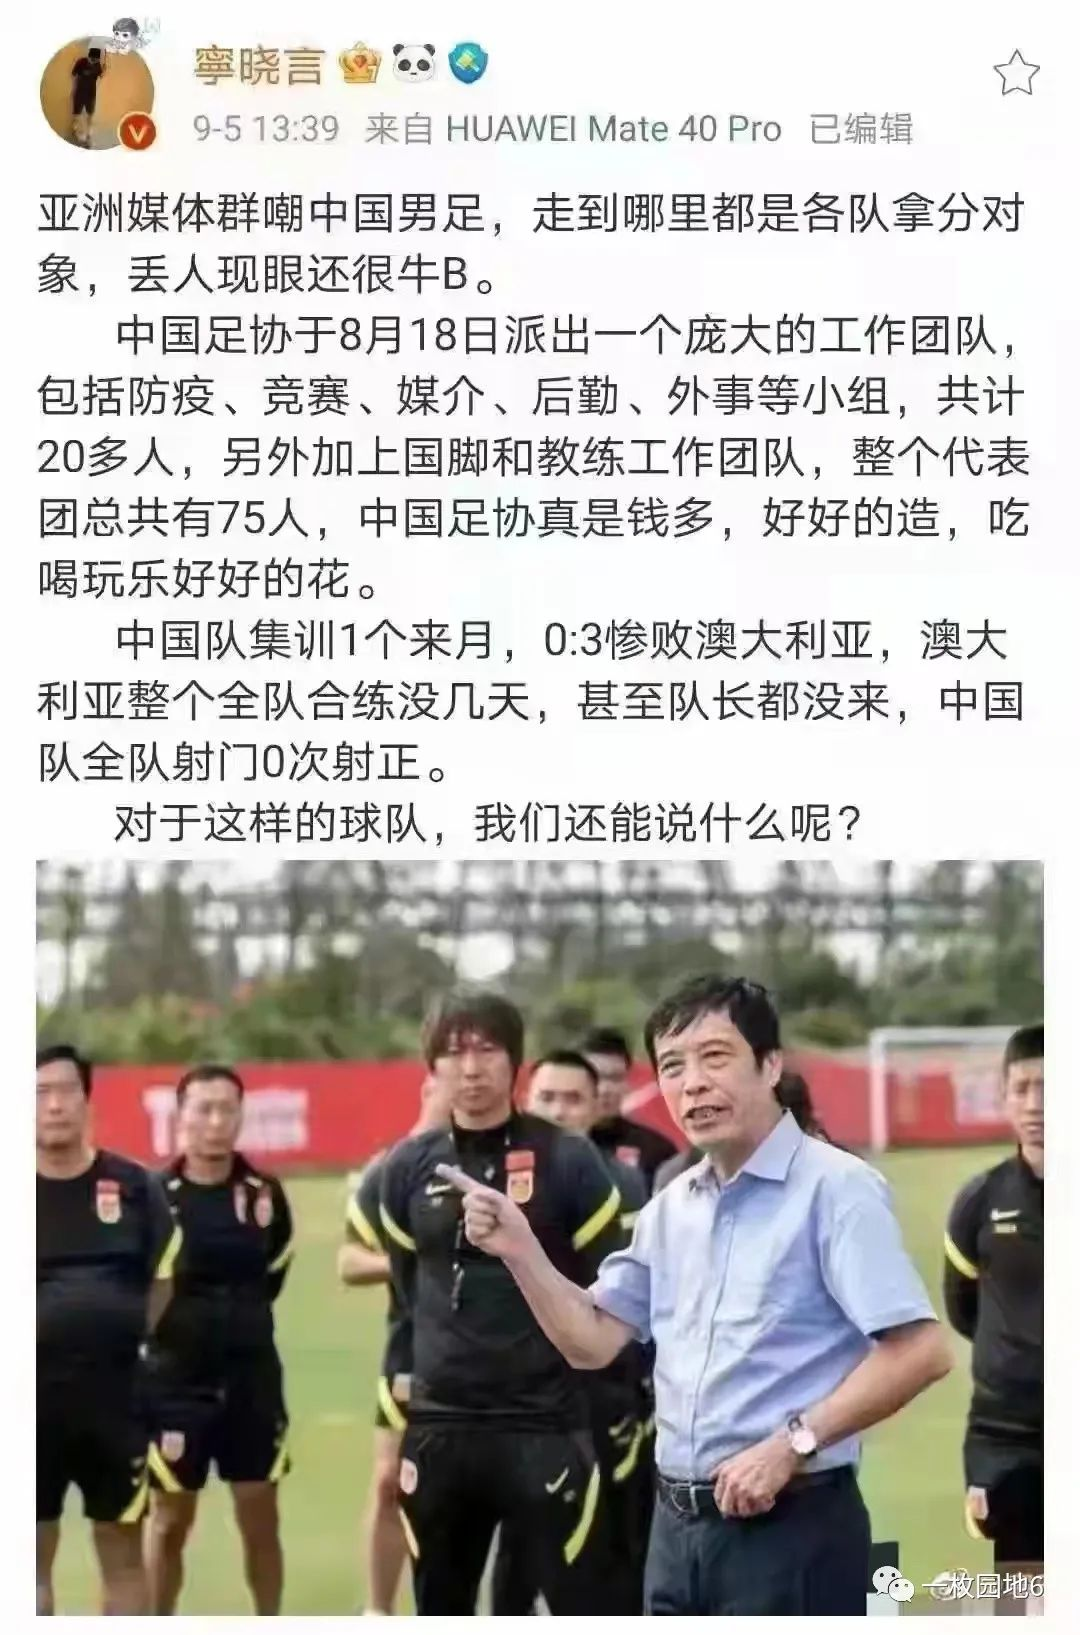 寧晓言
9-5 13:39 来自 HUAWEI Mate 40 Pro 已编辑
亚洲媒体群嘲中国男足，走到哪里都是各队拿分对
象，丢人现眼还很牛B。
中国足协于8月18日派出一个庞大的工作团队，
包括防疫、竞赛、媒介、后勤、外事等小组，共计
20多人，另外加上国脚和教练工作团队，整个代表
团总共有75人，中国足协真是钱多，好好的造，吃
喝玩乐好好的花。
中国队集训1个来月，0:3惨败澳大利亚，澳大
利亚整个全队合练没几天，甚至队长都没来，中国
队全队射门0次射正。
对于这样的球队，我们还能说什么呢？
一枚园地6